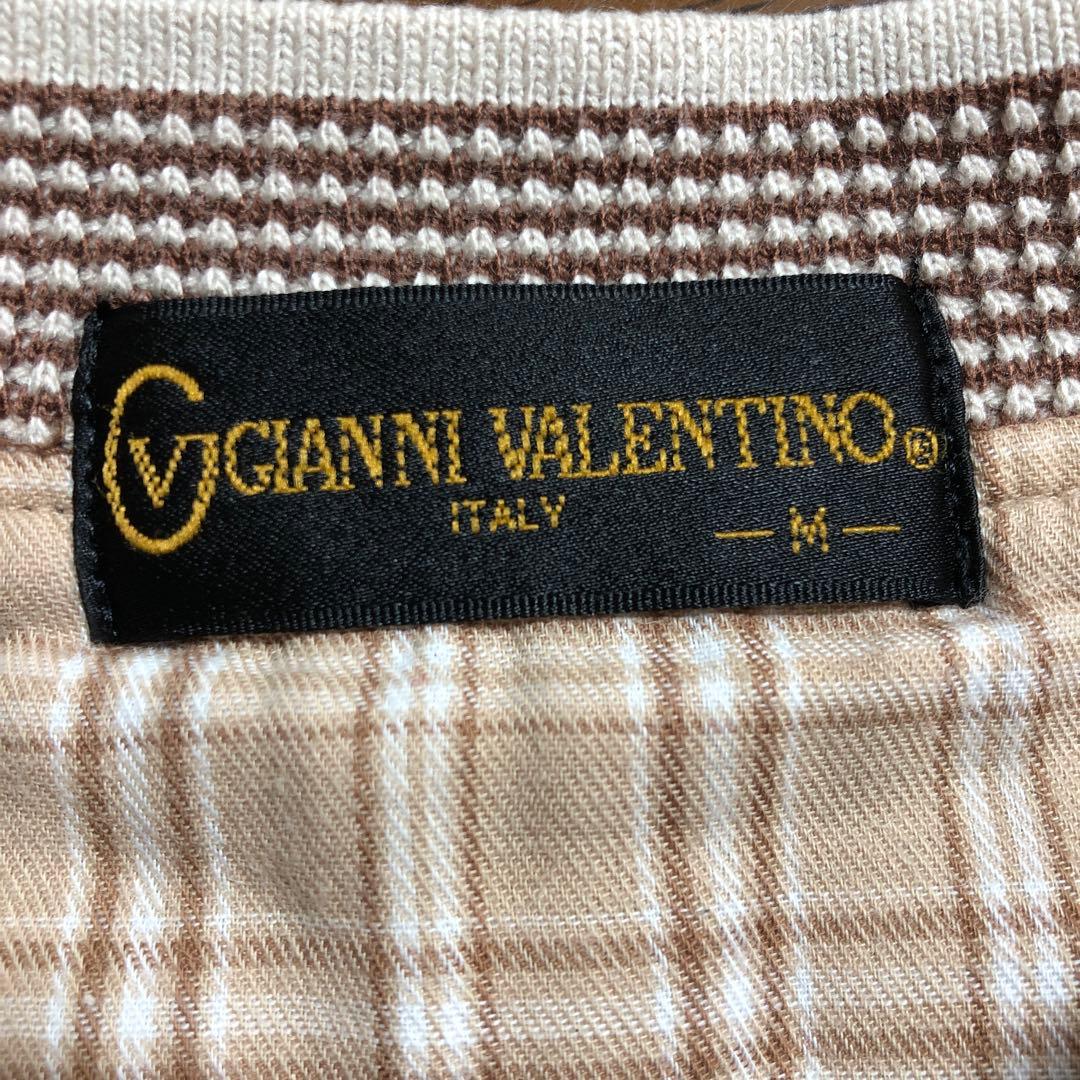 GV GIANNI VALENTINO®
ITALY
— M —